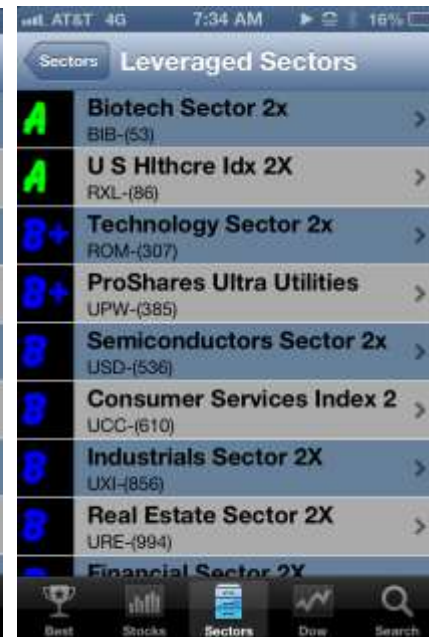 AT&T 4G 7:34 AM 16%
Sectors Leveraged Sectors
A Biotech Sector 2x
BIB-(53)
A U S Hlthcre Idx 2X
RXL-(86)
B+ Technology Sector 2x
ROM-(307)
B+ ProShares Ultra Utilities
UPW-(385)
B Semiconductors Sector 2x
USD-(536)
B Consumer Services Index 2
UCC-(610)
B Industrials Sector 2X
UXI-(856)
B Real Estate Sector 2X
URE-(994)
B Financial Sector 2X
Best Stocks Sectors Dow Search